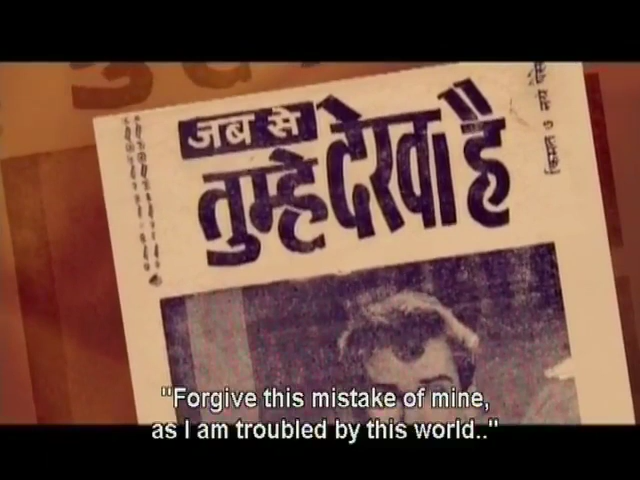 जब से
तुम्हे देखा है
"Forgive this mistake of mine,
as I am troubled by this world.."